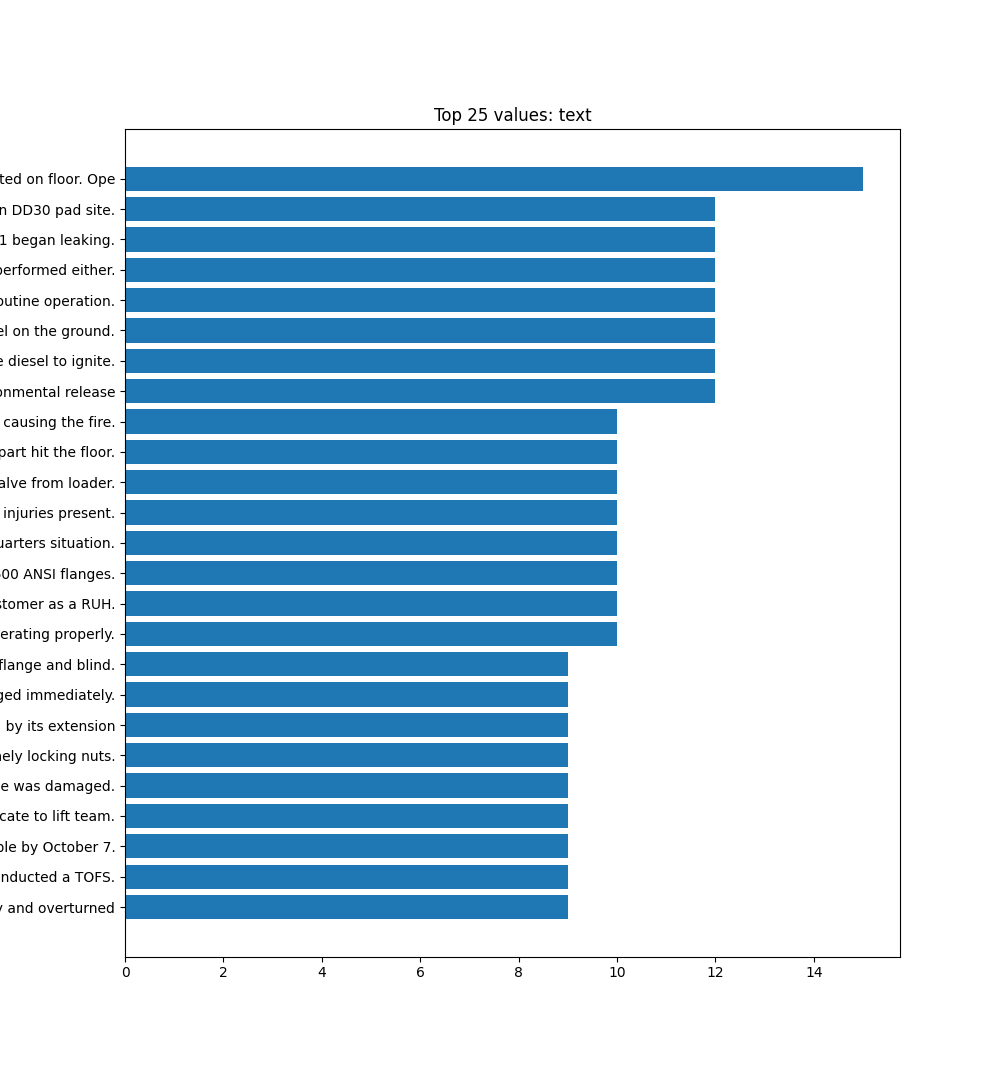 Top 25 values: text
ted on floor. Ope
n DD30 pad site.
1 began leaking.
performed either.
outine operation.
el on the ground.
e diesel to ignite.
onmental release
causing the fire.
part hit the floor.
alve from loader.
injuries present.
uarters situation.
00 ANSI flanges.
stomer as a RUH.
erating properly.
flange and blind.
ged immediately.
by its extension
ely locking nuts.
e was damaged.
cate to lift team.
ble by October 7.
nducted a TOFS.
y and overturned
0 2 4 6 8 10 12 14